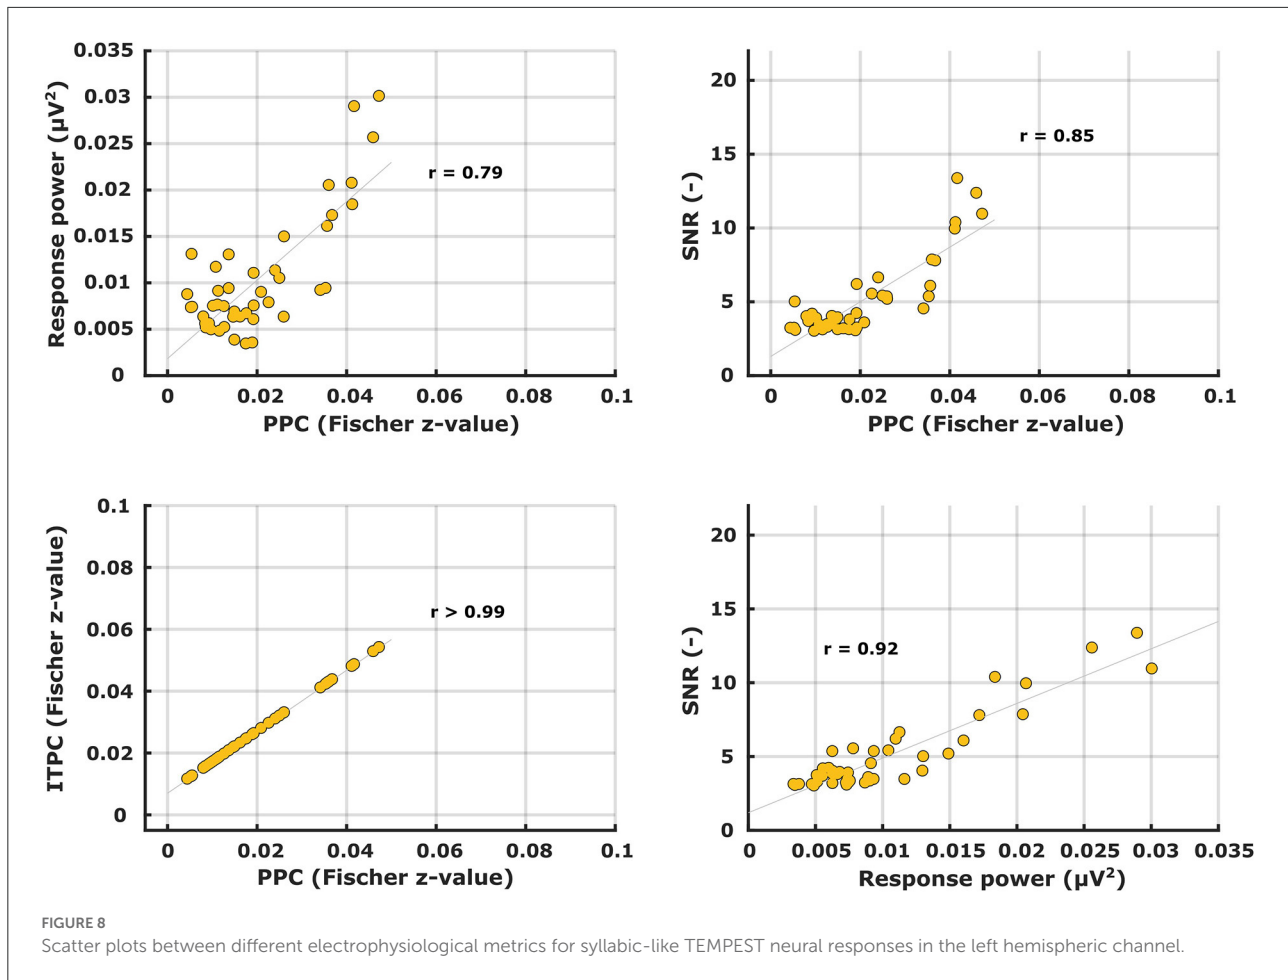 0.035
0.03
0.025
0.02
0.015
0.01
0.005
0
Response power (µV²)
r = 0.79
0 0.02 0.04 0.06 0.08 0.1
PPC (Fischer z-value)
20
15
10
5
0
SNR (-)
r = 0.85
0 0.02 0.04 0.06 0.08 0.1
PPC (Fischer z-value)
0.1
0.08
0.06
0.04
0.02
0
ITPC (Fischer z-value)
r > 0.99
0 0.02 0.04 0.06 0.08 0.1
PPC (Fischer z-value)
20
15
10
5
0
SNR (-)
r = 0.92
0 0.005 0.01 0.015 0.02 0.025 0.03 0.035
Response power (µV²)
FIGURE 8
Scatter plots between different electrophysiological metrics for syllabic-like TEMPEST neural responses in the left hemispheric channel.